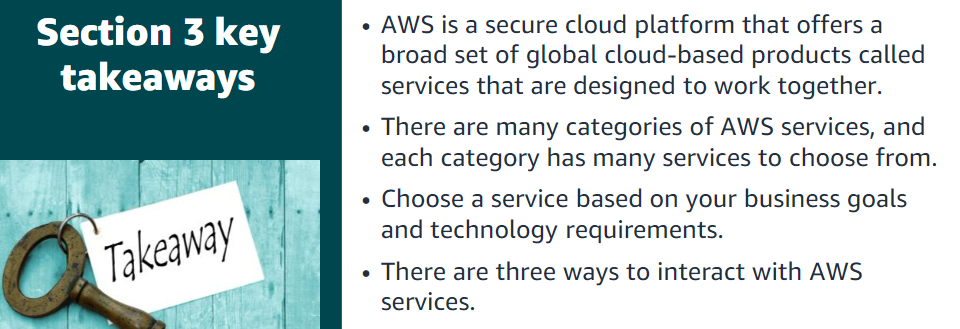 Section 3 key
takeaways
Takeaway
• AWS is a secure cloud platform that offers a
broad set of global cloud-based products called
services that are designed to work together.
• There are many categories of AWS services, and
each category has many services to choose from.
• Choose a service based on your business goals
and technology requirements.
• There are three ways to interact with AWS
services.